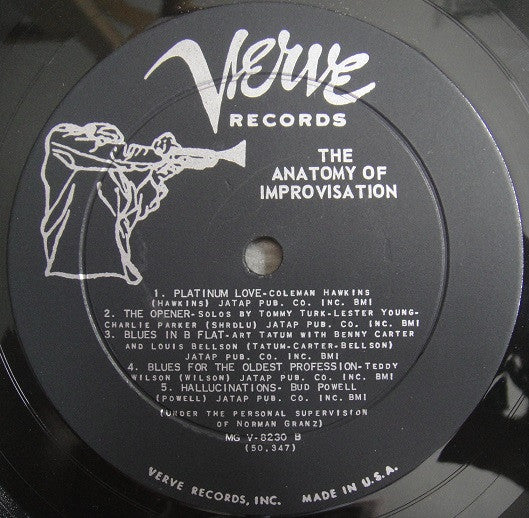 Verve
RECORDS
THE
ANATOMY OF
IMPROVISATION
1. PLATINUM LOVE-COLEMAN HAWKINS
(HAWKINS) JATAP PUB. CO. INC. BMI
2. THE OPENER-SOLOS BY TOMMY TURK-LESTER YOUNG-
CHARLIE PARKER (SHRDLU) JATAP PUB. CO. INC. BMI
3. BLUES IN B FLAT-ART TATUM WITH BENNY CARTER
AND LOUIS BELLSON (TATUM-CARTER-BELLSON)
JATAP PUB. CO. INC. BMI
4. BLUES FOR THE OLDEST PROFESSION-TEDDY
WILSON (WILSON) JATAP PUB. CO. INC. BMI
5. HALLUCINATIONS- BUD POWELL
(POWELL) JATAP PUB. CO. INC. BMI
(UNDER THE PERSONAL SUPERVISION
OF NORMAN GRANZ)
MG V-8230 B
(50,347)
VERVE RECORDS, INC. MADE IN U.S.A.